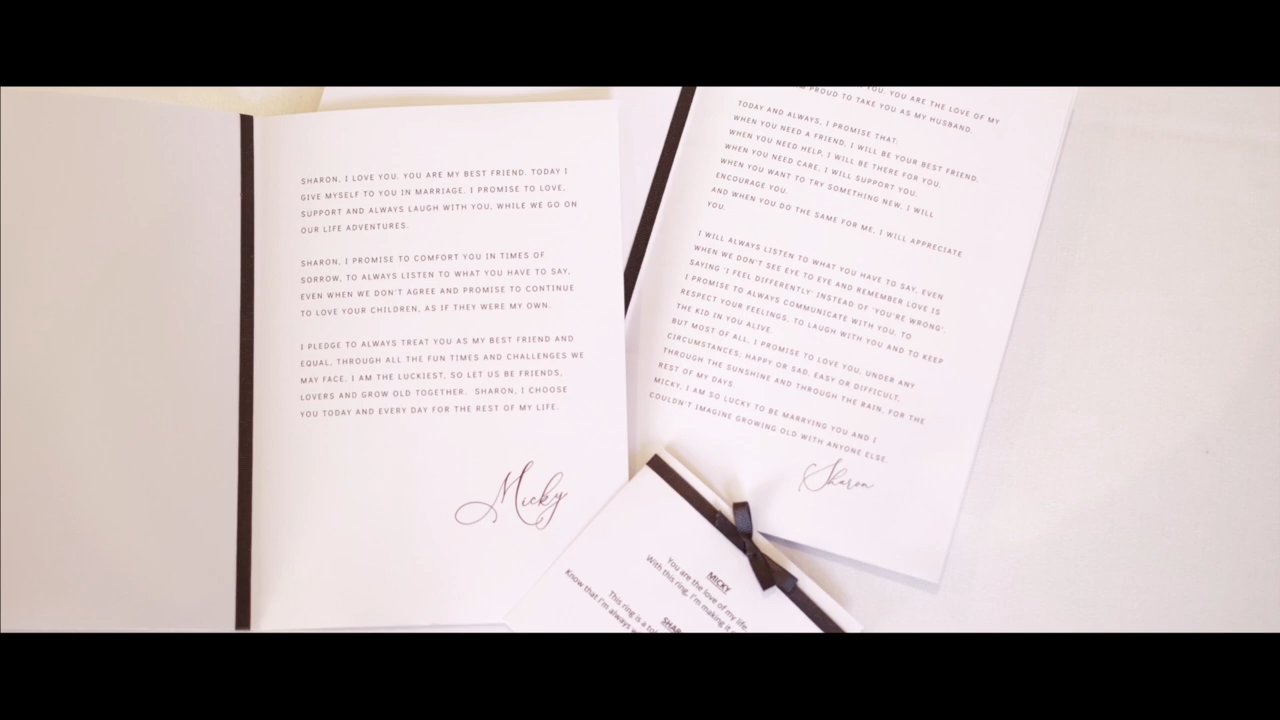 SHARON, I LOVE YOU. YOU ARE MY BEST FRIEND. TODAY I
GIVE MYSELF TO YOU IN MARRIAGE. I PROMISE TO LOVE,
SUPPORT AND ALWAYS LAUGH WITH YOU, WHILE WE GO ON
OUR LIFE ADVENTURES.
SHARON, I PROMISE TO COMFORT YOU IN TIMES OF
SORROW, TO ALWAYS LISTEN TO WHAT YOU HAVE TO SAY,
EVEN WHEN WE DON'T AGREE AND PROMISE TO CONTINUE
TO LOVE YOUR CHILDREN, AS IF THEY WERE MY OWN.
I PLEDGE TO ALWAYS TREAT YOU AS MY BEST FRIEND AND
EQUAL, THROUGH ALL THE FUN TIMES AND CHALLENGES WE
MAY FACE. I AM THE LUCKIEST, SO LET US BE FRIENDS,
LOVERS AND GROW OLD TOGETHER. SHARON, I CHOOSE
YOU TODAY AND EVERY DAY FOR THE REST OF MY LIFE.
Micky
YOU. YOU ARE THE LOVE OF MY
PROUD TO TAKE YOU AS MY HUSBAND.
TODAY AND ALWAYS, I PROMISE THAT:
WHEN YOU NEED A FRIEND, I WILL BE YOUR BEST FRIEND.
WHEN YOU NEED HELP, I WILL BE THERE FOR YOU.
WHEN YOU NEED CARE, I WILL SUPPORT YOU.
WHEN YOU WANT TO TRY SOMETHING NEW, I WILL
ENCOURAGE YOU.
AND WHEN YOU DO THE SAME FOR ME, I WILL APPRECIATE
YOU.
I WILL ALWAYS LISTEN TO WHAT YOU HAVE TO SAY, EVEN
WHEN WE DON'T SEE EYE TO EYE AND REMEMBER LOVE IS
SAYING 'I FEEL DIFFERENTLY' INSTEAD OF 'YOU'RE WRONG'.
I PROMISE TO ALWAYS COMMUNICATE WITH YOU, TO
RESPECT YOUR FEELINGS, TO LAUGH WITH YOU AND TO KEEP
THE KID IN YOU ALIVE.
BUT MOST OF ALL, I PROMISE TO LOVE YOU, UNDER ANY
CIRCUMSTANCES; HAPPY OR SAD, EASY OR DIFFICULT,
THROUGH THE SUNSHINE AND THROUGH THE RAIN, FOR THE
REST OF MY DAYS.
MICKY, I AM SO LUCKY TO BE MARRYING YOU AND I
COULDN'T IMAGINE GROWING OLD WITH ANYONE ELSE.
Sharon
MICKY
You are the love of my life.
With this ring, I'm making it
SHAR
This ring is a to
Know that I'm always